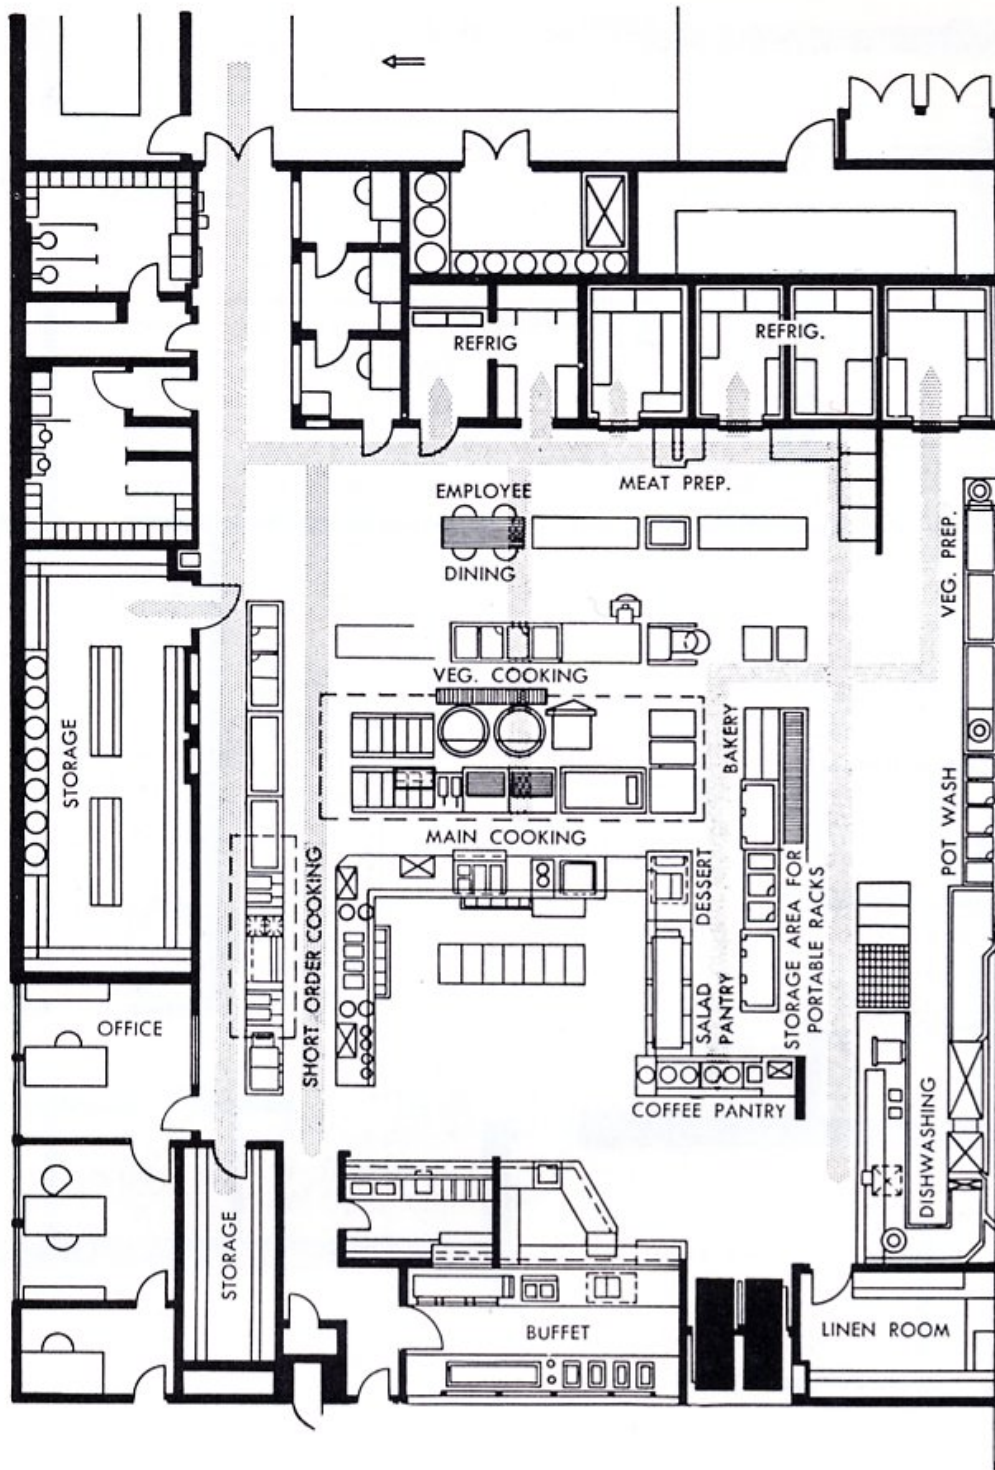 REFRIG
REFRIG.
EMPLOYEE
DINING
MEAT PREP.
VEG. PREP.
VEG. COOKING
STORAGE
BAKERY
MAIN COOKING
POT WASH
SHORT ORDER COOKING
DESSERT
SALAD
PANTRY
STORAGE AREA FOR
PORTABLE RACKS
OFFICE
COFFEE PANTRY
DISHWASHING
STORAGE
BUFFET
LINEN ROOM